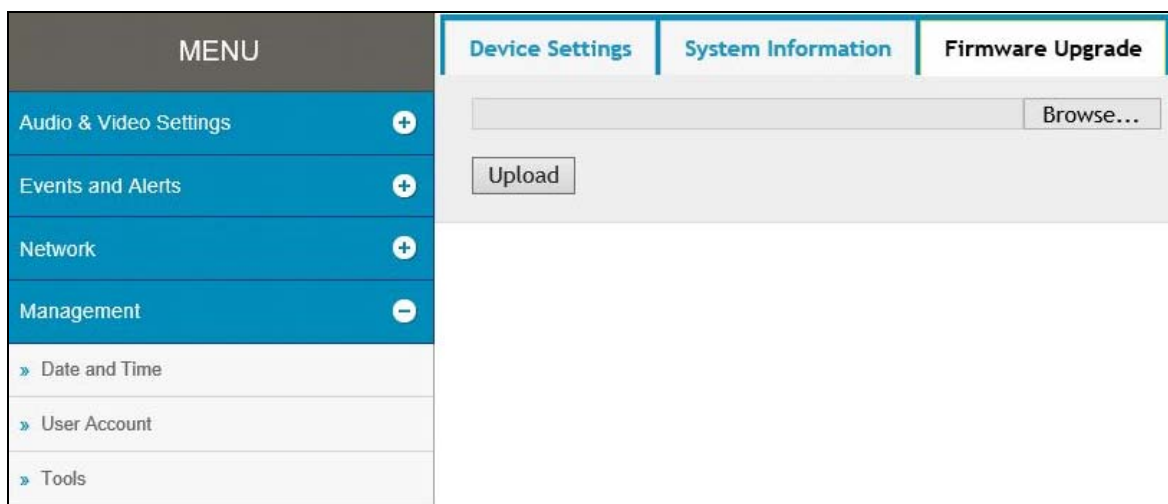 MENU
Audio & Video Settings
Events and Alerts
Network
Management
» Date and Time
» User Account
» Tools
Device Settings
System Information
Firmware Upgrade
Browse...
Upload